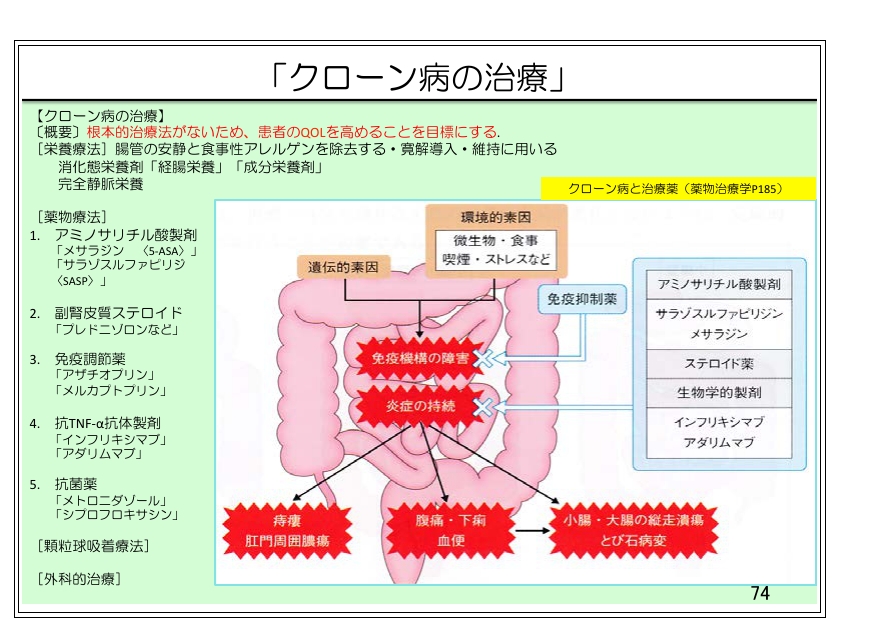 「クローン病の治療」
【クローン病の治療】
〔概要〕根本的治療法がないため、患者のQOLを高めることを目標にする.
［栄養療法］腸管の安静と食事性アレルゲンを除去する・寛解導入・維持に用いる
消化態栄養剤「経腸栄養」「成分栄養剤」
完全静脈栄養
クローン病と治療薬（薬物治療学P185）
［薬物療法］
1. アミノサリチル酸製剤
「メサラジン 〈5-ASA〉」
「サラゾスルファピリジ
〈SASP〉」
2. 副腎皮質ステロイド
「プレドニゾロンなど」
3. 免疫調節薬
「アザチオプリン」
「メルカプトプリン」
4. 抗TNF-α抗体製剤
「インフリキシマブ」
「アダリムマブ」
5. 抗菌薬
「メトロニダゾール」
「シプロフロキサシン」
［顆粒球吸着療法］
［外科的治療］
環境的素因
微生物・食事
喫煙・ストレスなど
遺伝的素因
免疫抑制薬
アミノサリチル酸製剤
サラゾスルファピリジン
メサラジン
ステロイド薬
生物学的製剤
インフリキシマブ
アダリムマブ
免疫機構の障害
炎症の持続
痔瘻
肛門周囲膿瘍
腹痛・下痢
血便
小腸・大腸の縦走潰瘍
とび石病変
74